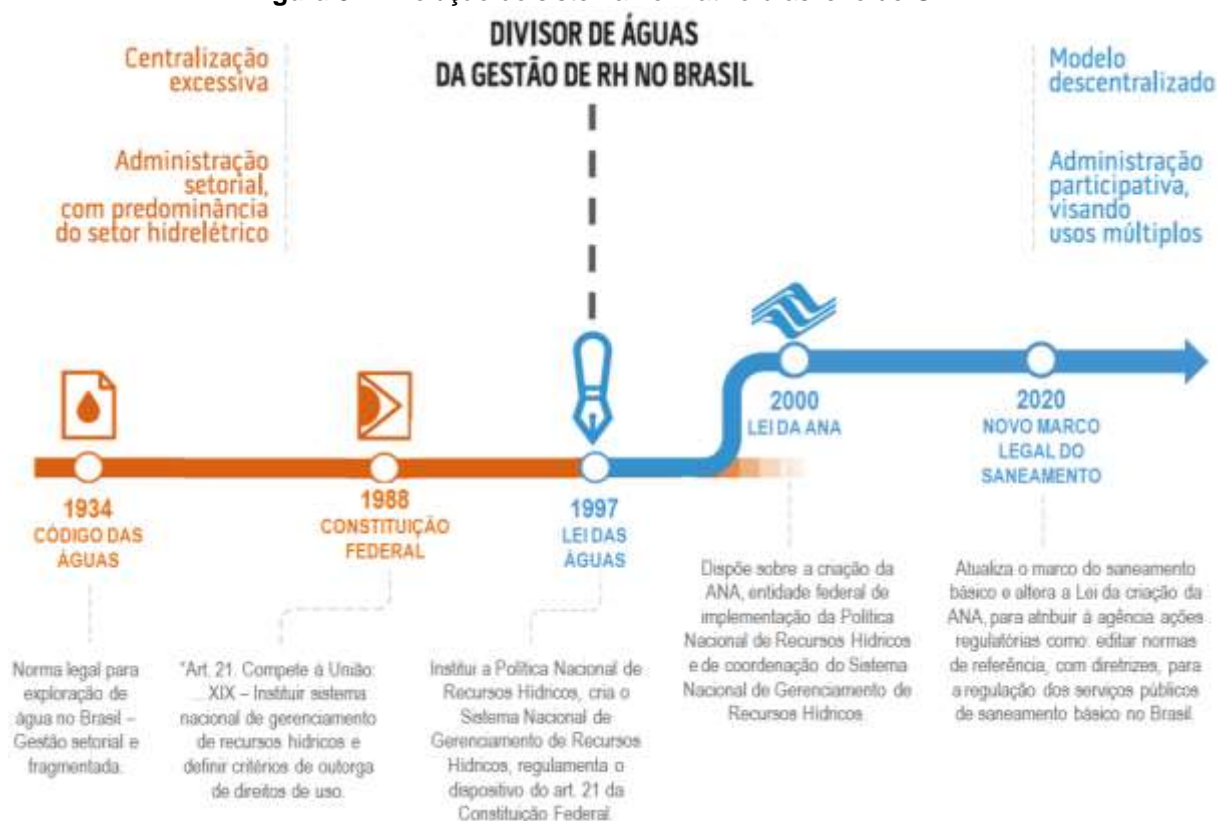 DIVISOR DE ÁGUAS
DA GESTÃO DE RH NO BRASIL
Centralização
excessiva
Administração
setorial,
com predominância
do setor hidrelétrico
Modelo
descentralizado
Administração
participativa,
visando
usos múltiplos
1934
CÓDIGO DAS
ÁGUAS
1988
CONSTITUIÇÃO
FEDERAL
1997
LEI DAS
ÁGUAS
2000
LEI DA ANA
2020
NOVO MARCO
LEGAL DO
SANEAMENTO
Norma legal para
exploração de
água no Brasil –
Gestão setorial e
fragmentada.
"Art. 21. Compete à União:
...XIX – Instituir sistema
nacional de gerenciamento
de recursos hídricos e
definir critérios de outorga
de direitos de uso.
Institui a Política Nacional de
Recursos Hídricos, cria o
Sistema Nacional de
Gerenciamento de Recursos
Hídricos, regulamenta o
dispositivo do art. 21 da
Constituição Federal.
Dispõe sobre a criação da
ANA, entidade federal de
implementação da Política
Nacional de Recursos Hídricos
e de coordenação do Sistema
Nacional de Gerenciamento de
Recursos Hídricos.
Atualiza o marco do saneamento
básico e altera a Lei da criação da
ANA, para atribuir à agência ações
regulatórias como: editar normas
de referência, com diretrizes, para
a regulação dos serviços públicos
de saneamento básico no Brasil.